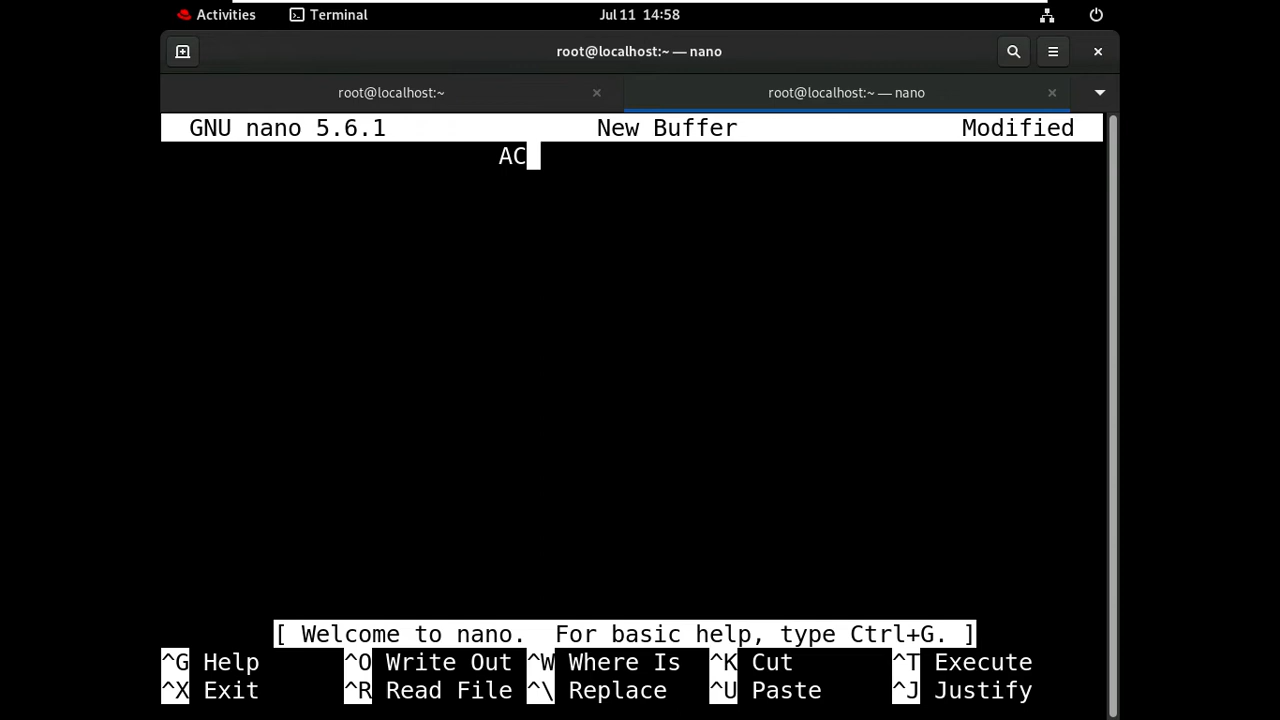 Activities Terminal Jul 11 14:58
root@localhost:~ — nano
root@localhost:~ × root@localhost:~ — nano ×
GNU nano 5.6.1 New Buffer Modified
AC
[ Welcome to nano. For basic help, type Ctrl+G. ]
^G Help ^O Write Out ^W Where Is ^K Cut ^T Execute
^X Exit ^R Read File ^\ Replace ^U Paste ^J Justify